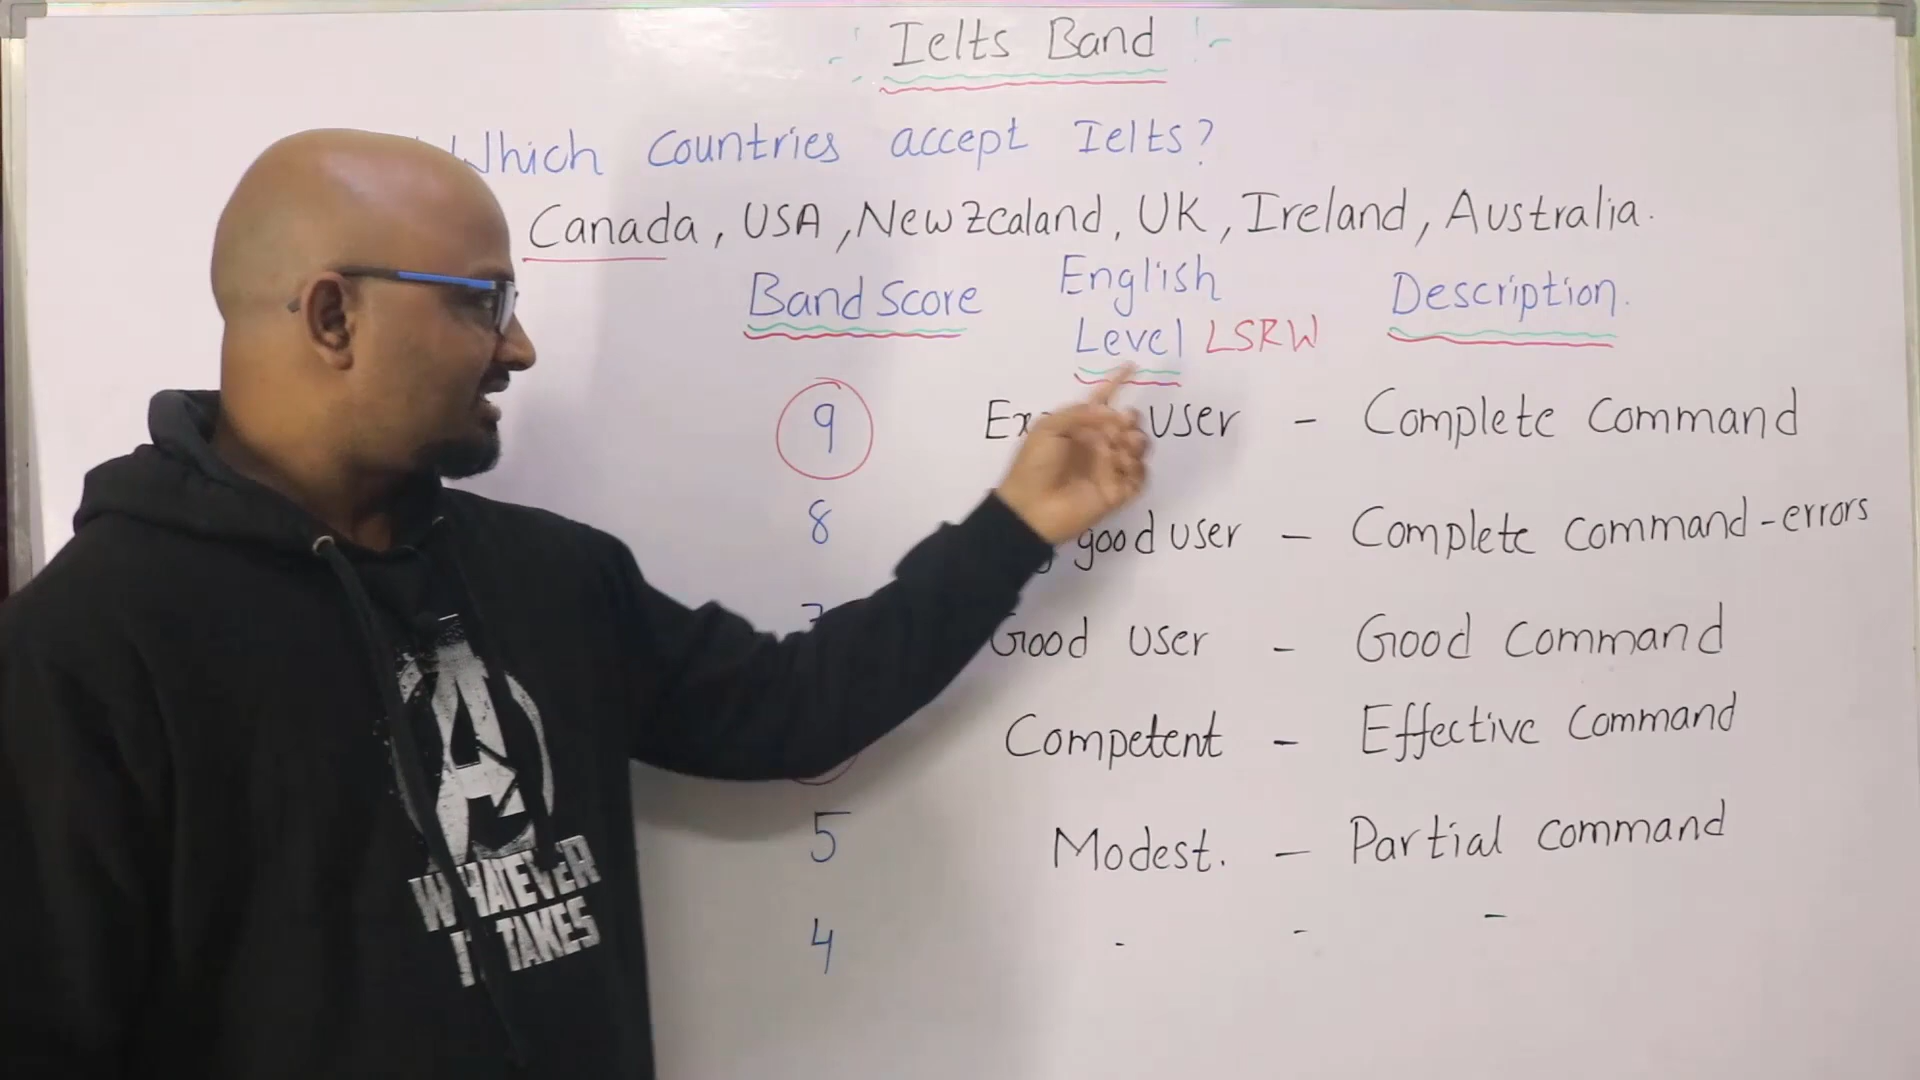 Ielts Band
Which Countries accept Ielts?
Canada, USA, New Zealand, UK, Ireland, Australia.
Band Score English Level LSRW Description.
9 user - Complete Command
8 good user - Complete command - errors
7 Good user - Good command
Competent - Effective command
5 Modest. - Partial command
4 - - -
WHATEVER
IT TAKES